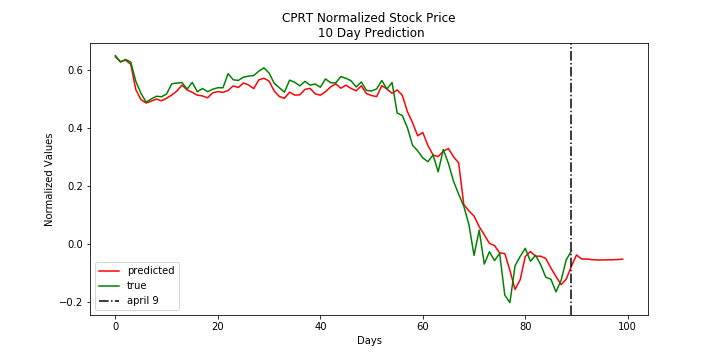 CPRT Normalized Stock Price
10 Day Prediction
Normalized Values
0.6
0.4
0.2
0.0
−0.2
predicted
true
april 9
0
20
40
60
80
100
Days